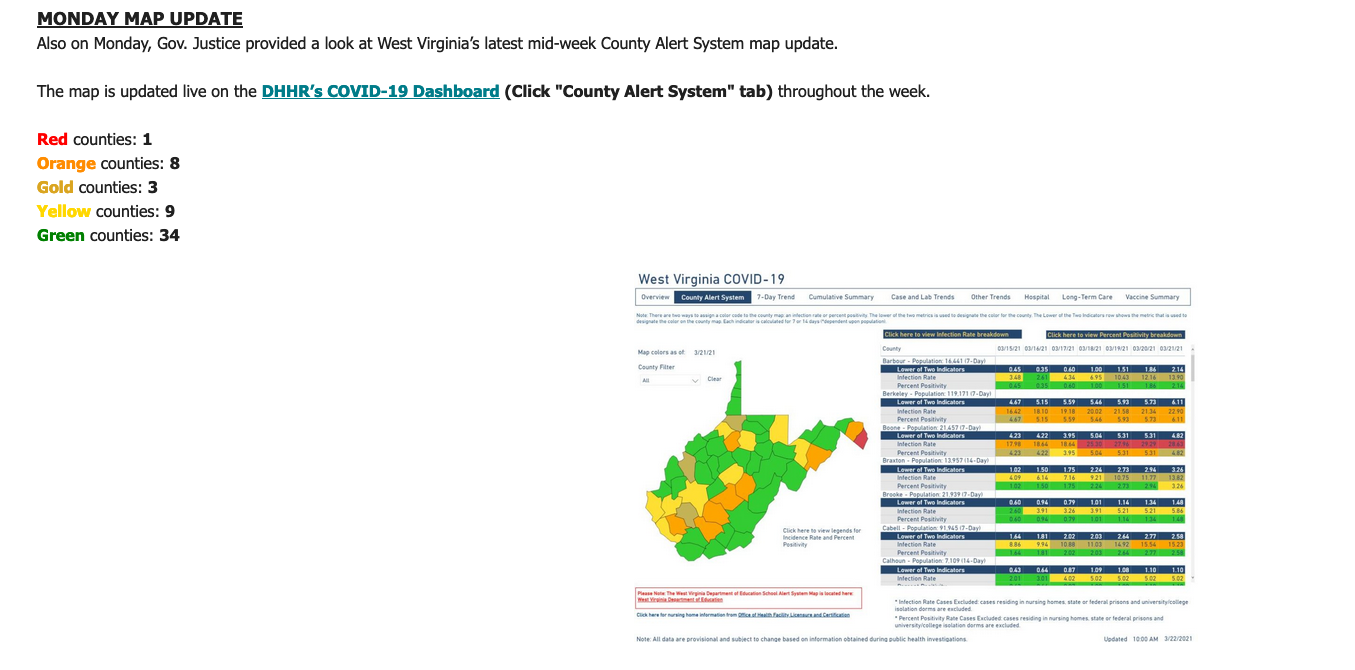 MONDAY MAP UPDATE
Also on Monday, Gov. Justice provided a look at West Virginia's latest mid-week County Alert System map update.
The map is updated live on the DHHR's COVID-19 Dashboard (Click "County Alert System" tab) throughout the week.
Red counties: 1
Orange counties: 8
Gold counties: 3
Yellow counties: 9
Green counties: 34
West Virginia COVID-19
Overview County Alert System 7-Day Trend Cumulative Summary Case and Lab Trends Other Trends Hospital Long-Term Care Vaccine Summary
Note: There are two ways to assign a color code to the county map: an infection rate or percent positivity. The lower of the two metrics is used to designate the color for the county. The Lower of the Two Indicators row shows the metric that is used to
designate the color on the county map. Each indicator is calculated for 7 or 14 days (*dependent upon population).
Click here to view Infection Rate breakdown Click here to view Percent Positivity breakdown
Map colors as of: 3/21/21
County Filter
All Clear
County 03/15/21 03/16/21 03/17/21 03/18/21 03/19/21 03/20/21 03/21/21
Barbour - Population: 16,441 (7-Day)
Lower of Two Indicators 0.45 0.35 0.60 1.00 1.51 1.86 2.14
Infection Rate 3.48 2.61 4.34 6.95 10.43 12.16 13.90
Percent Positivity 0.45 0.35 0.60 1.00 1.51 1.86 2.14
Berkeley - Population: 119,171 (7-Day)
Lower of Two Indicators 4.67 5.15 5.59 5.46 5.93 5.73 6.11
Infection Rate 16.42 18.10 19.18 20.02 21.58 21.34 22.90
Percent Positivity 4.67 5.15 5.59 5.46 5.93 5.73 6.11
Boone - Population: 21,457 (7-Day)
Lower of Two Indicators 4.23 4.22 3.95 5.04 5.31 5.31 4.82
Infection Rate 17.98 18.64 18.64
Percent Positivity 4.23 4.22 3.95 5.04 5.31 5.31 4.82
Braxton - Population: 13,957 (14-Day)
Lower of Two Indicators 1.02 1.50 1.75 2.24 2.73 2.94 3.26
Infection Rate 4.09 6.14 7.16 9.21 10.75 11.77 13.82
Percent Positivity 1.02 1.50 1.75 2.24 2.73 2.94 3.26
Brooke - Population: 21,939 (7-Day)
Lower of Two Indicators 0.60 0.94 0.79 1.01 1.14 1.34 1.48
Infection Rate 2.60 3.91 3.26 3.91 5.21 5.21 5.86
Percent Positivity 0.60 0.94 0.79 1.01 1.14 1.34 1.48
Cabell - Population: 91,945 (7-Day)
Lower of Two Indicators 1.64 1.81 2.02 2.03 2.64 2.77 2.58
Infection Rate 8.86 9.94 10.88 11.03 14.92 15.54 15.23
Percent Positivity 1.64 1.81 2.02 2.03 2.64 2.77 2.58
Calhoun - Population: 7,109 (14-Day)
Lower of Two Indicators 0.43 0.64 0.87 1.09 1.08 1.10 1.10
Infection Rate 2.01 3.01 4.02 5.02 5.02 5.02 5.02
Click here to view legends for
Incidence Rate and Percent
Positivity
Please Note: The West Virginia Department of Education School Alert System Map is located here:
West Virginia Department of Education
Click here for nursing home information from Office of Health Facility Licensure and Certification
* Infection Rate Cases Excluded: cases residing in nursing homes, state or federal prisons and university/college
isolation dorms are excluded.
* Percent Positivity Rate Cases Excluded: cases residing in nursing homes, state or federal prisons and
university/college isolation dorms are excluded.
Note: All data are provisional and subject to change based on information obtained during public health investigations.
Updated 10:00 AM 3/22/2021